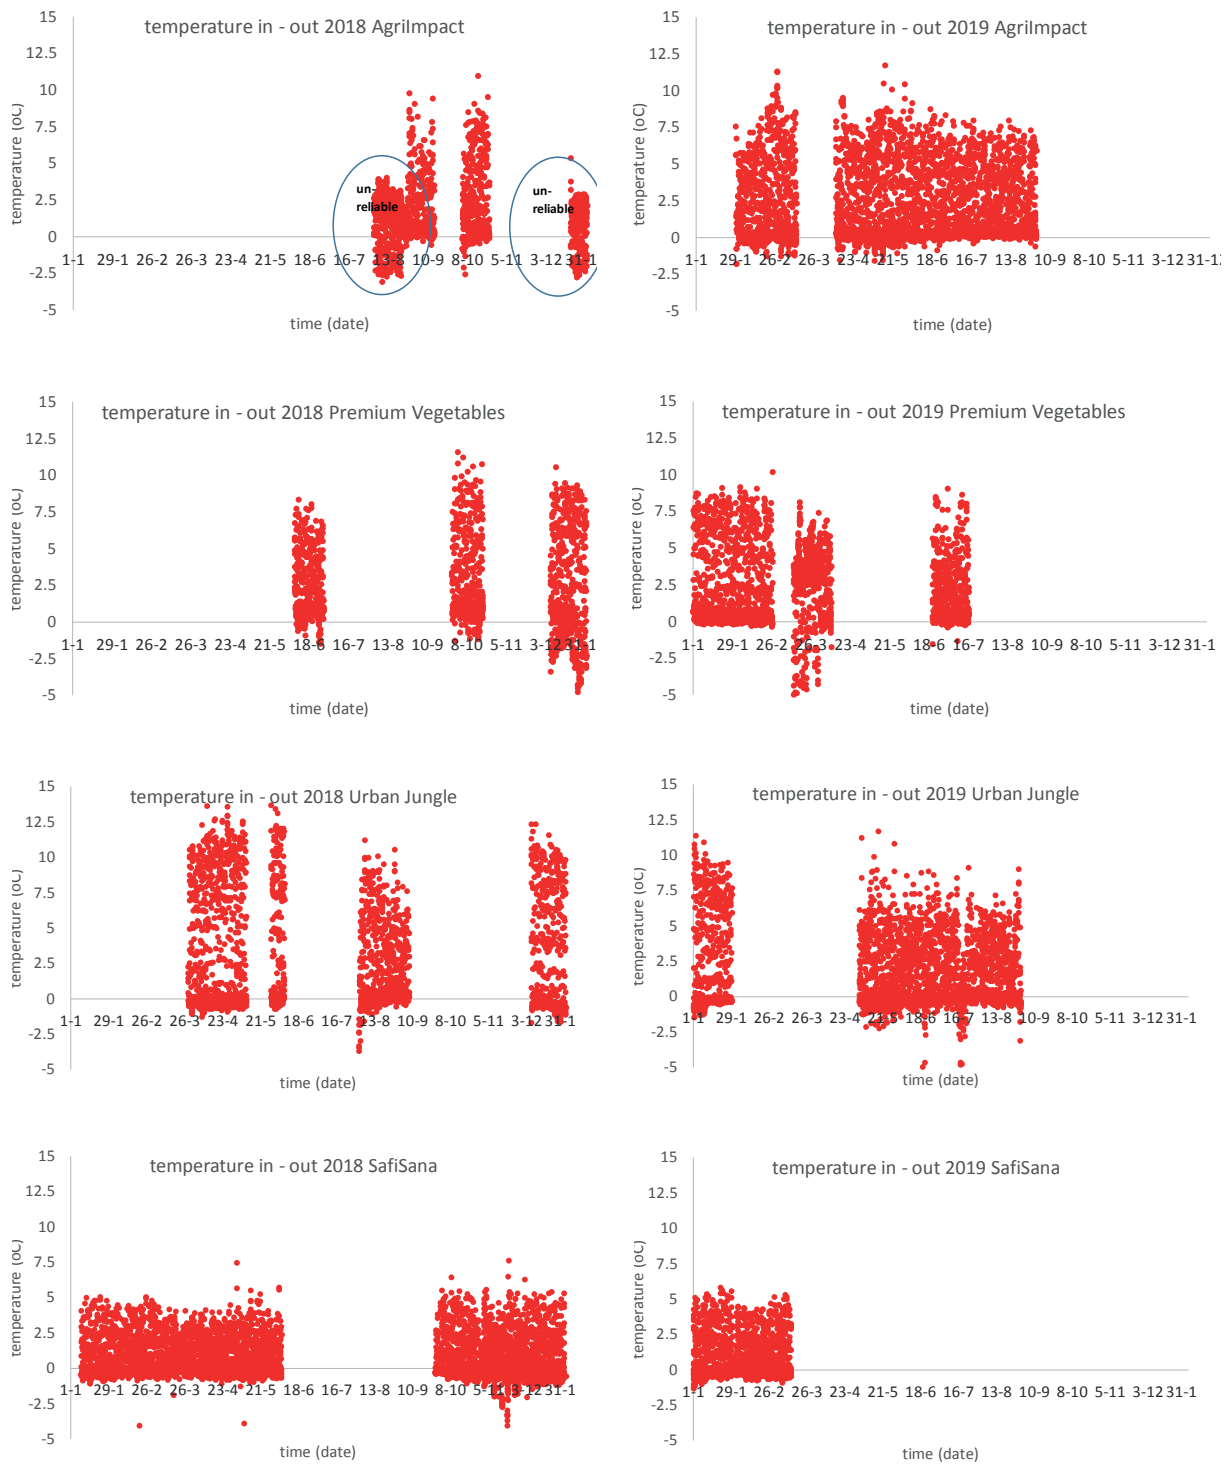 temperature in - out 2018 AgriImpact
15
12.5
10
7.5
5
2.5
0
-2.5
-5
temperature (oC)
un-
reliable
un-
reliable
1-1 29-1 26-2 26-3 23-4 21-5 18-6 16-7 13-8 10-9 8-10 5-11 3-12 31-1
time (date)
temperature in - out 2019 AgriImpact
15
12.5
10
7.5
5
2.5
0
-2.5
-5
temperature (oC)
1-1 29-1 26-2 26-3 23-4 21-5 18-6 16-7 13-8 10-9 8-10 5-11 3-12 31-12
time (date)
temperature in - out 2018 Premium Vegetables
15
12.5
10
7.5
5
2.5
0
-2.5
-5
temperature (oC)
1-1 29-1 26-2 26-3 23-4 21-5 18-6 16-7 13-8 10-9 8-10 5-11 3-12 31-1
time (date)
temperature in - out 2019 Premium Vegetables
15
12.5
10
7.5
5
2.5
0
-2.5
-5
temperature (oC)
1-1 29-1 26-2 26-3 23-4 21-5 18-6 16-7 13-8 10-9 8-10 5-11 3-12 31-1
time (date)
temperature in - out 2018 Urban Jungle
15
12.5
10
7.5
5
2.5
0
-2.5
-5
temperature (oC)
1-1 29-1 26-2 26-3 23-4 21-5 18-6 16-7 13-8 10-9 8-10 5-11 3-12 31-1
time (date)
temperature in - out 2019 Urban Jungle
15
12.5
10
7.5
5
2.5
0
-2.5
-5
temperature (oC)
1-1 29-1 26-2 26-3 23-4 21-5 18-6 16-7 13-8 10-9 8-10 5-11 3-12 31-1
time (date)
temperature in - out 2018 SafiSana
15
12.5
10
7.5
5
2.5
0
-2.5
-5
temperature (oC)
1-1 29-1 26-2 26-3 23-4 21-5 18-6 16-7 13-8 10-9 8-10 5-11 3-12 31-1
time (date)
temperature in - out 2019 SafiSana
15
12.5
10
7.5
5
2.5
0
-2.5
-5
temperature (oC)
1-1 29-1 26-2 26-3 23-4 21-5 18-6 16-7 13-8 10-9 8-10 5-11 3-12 31-1
time (date)